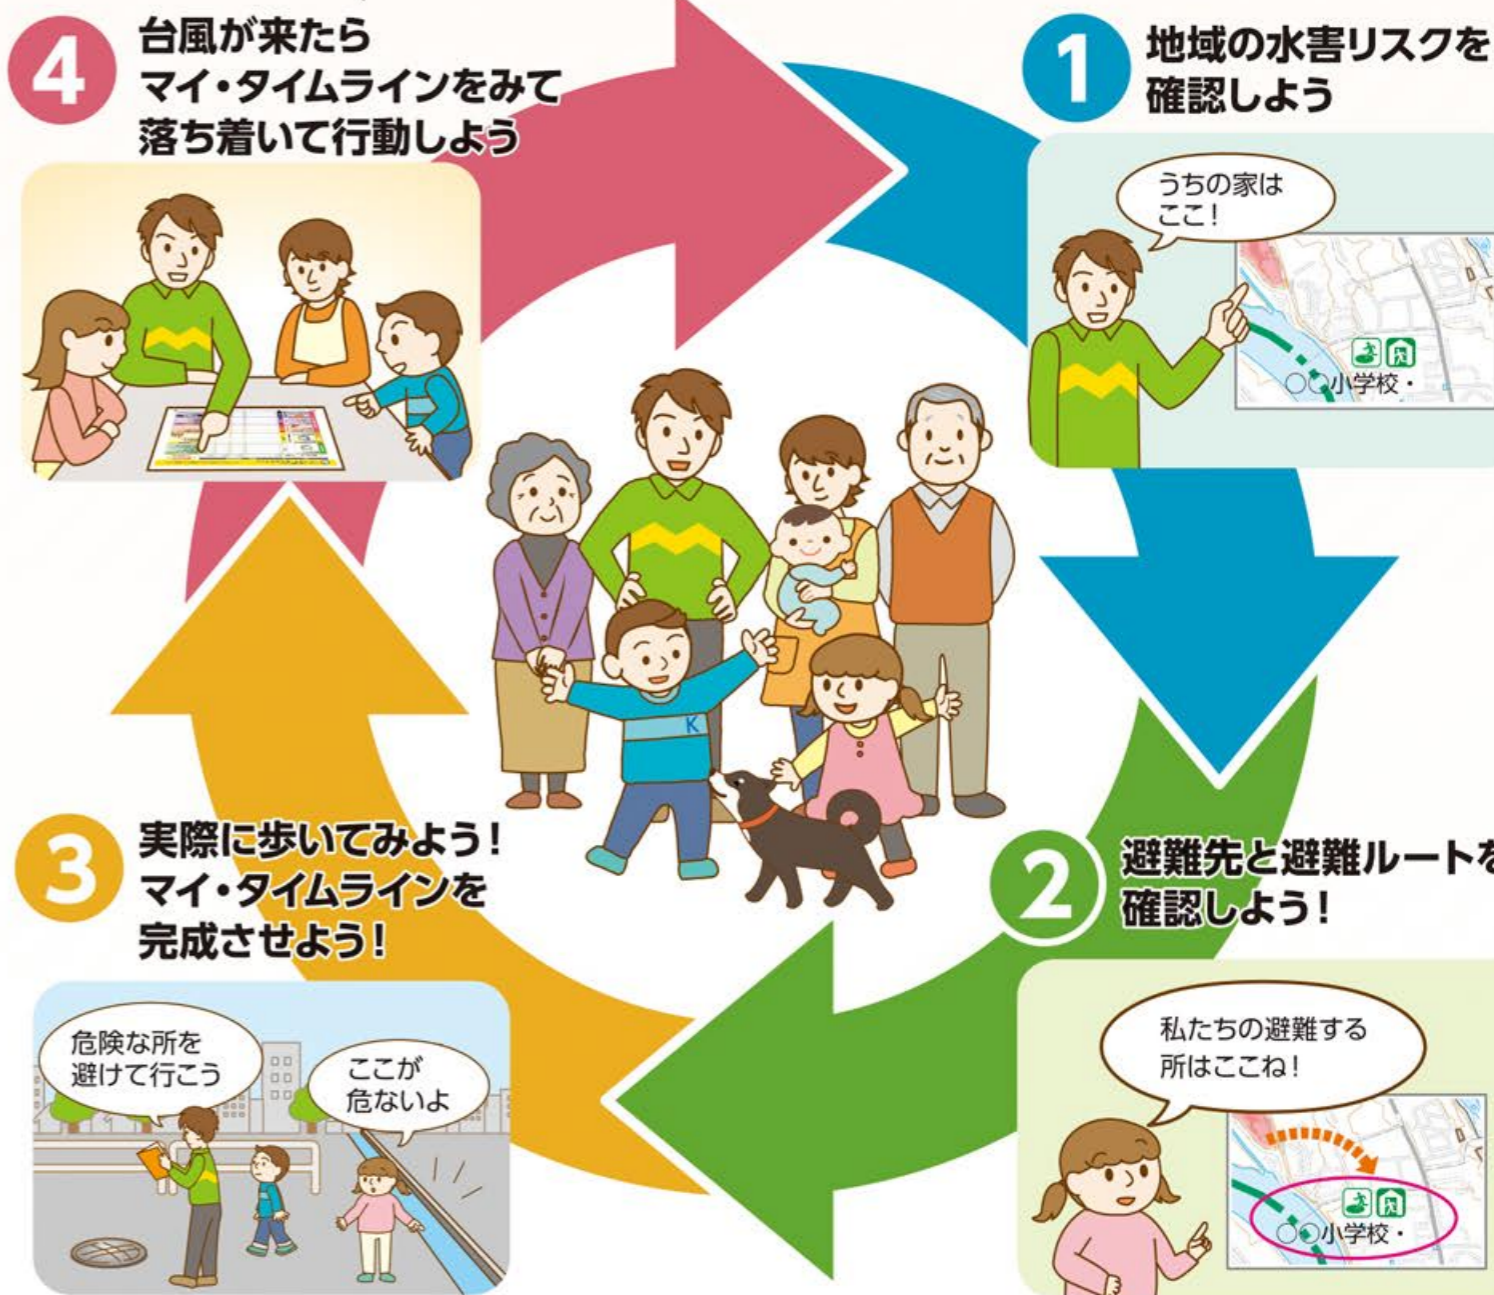 4
台風が来たら
マイ・タイムラインをみて
落ち着いて行動しよう
1
地域の水害リスクを
確認しよう
うちの家は
ここ!
○○小学校・
K
3
実際に歩いてみよう!
マイ・タイムラインを
完成させよう!
危険な所を
避けて行こう
ここが
危ないよ
2
避難先と避難ルートを
確認しよう!
私たちの避難する
所はここね!
○○小学校・